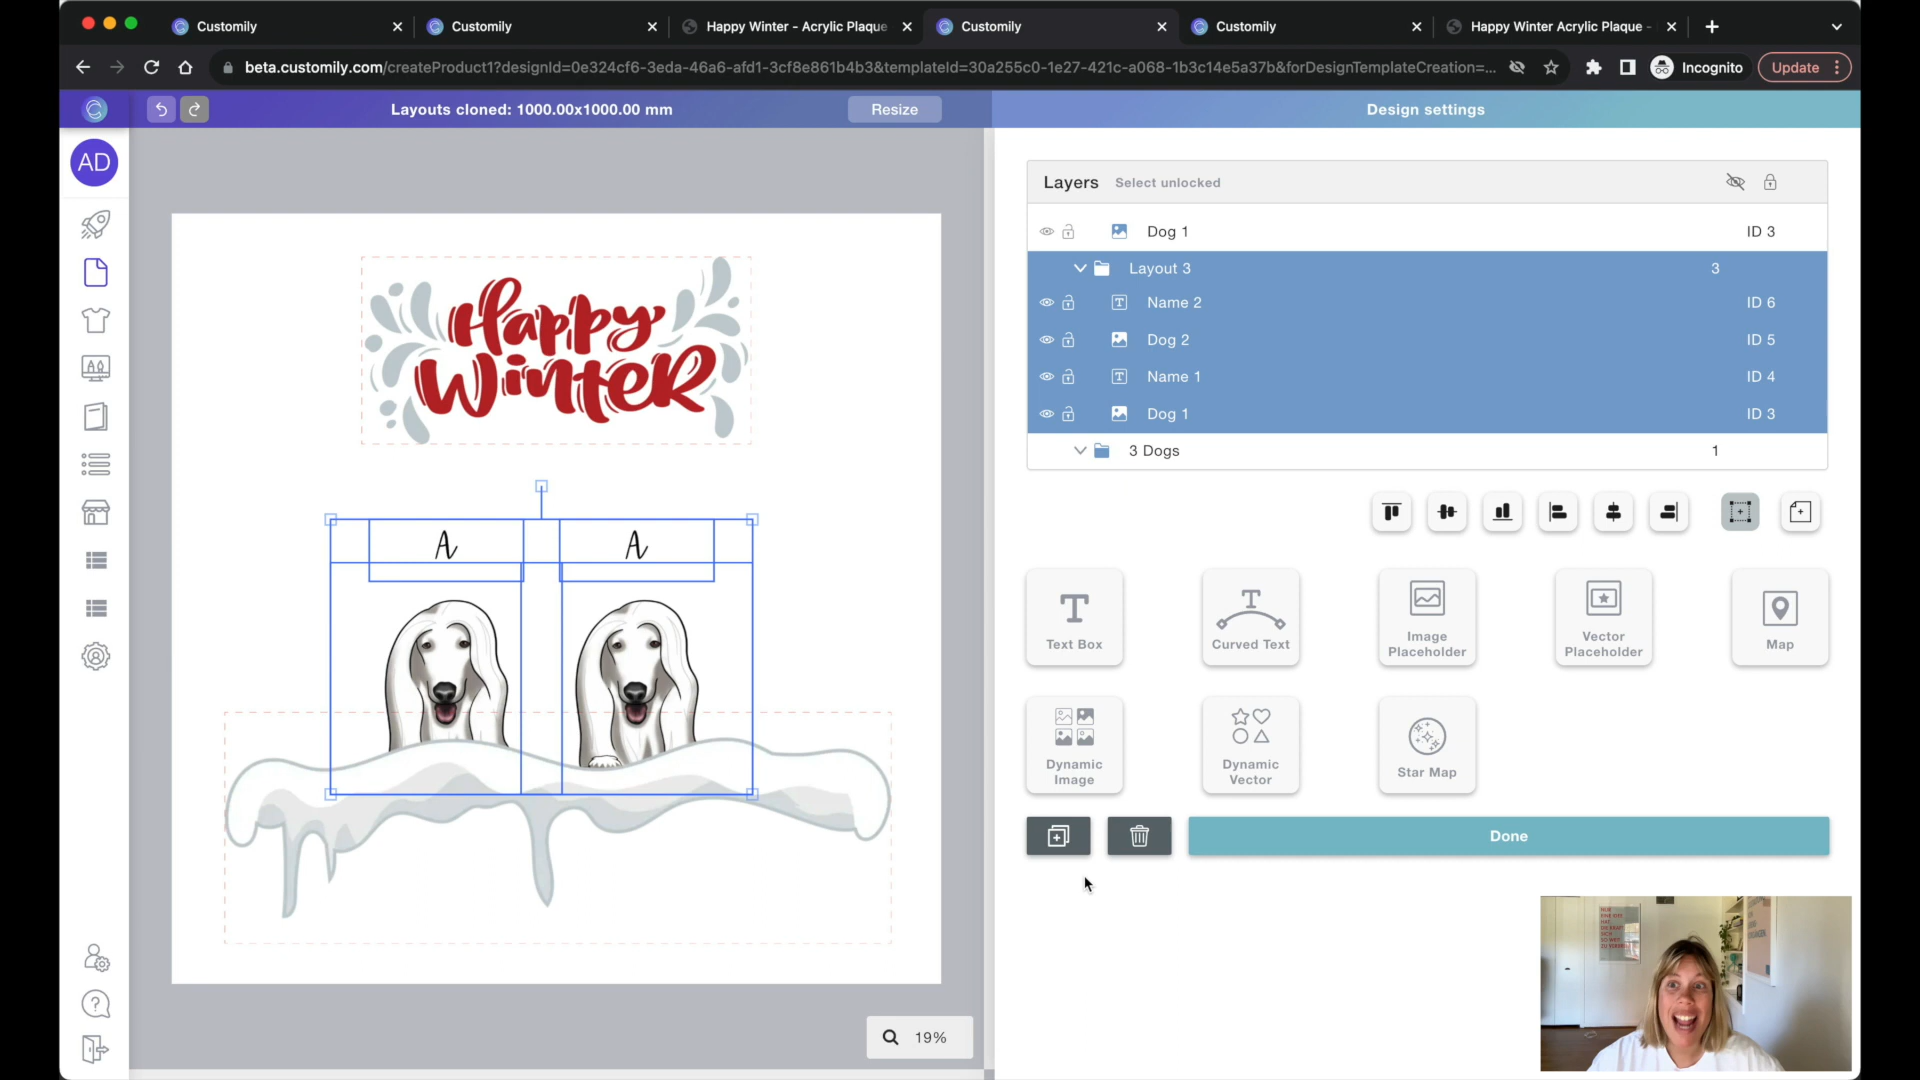 Customily
Customily
Happy Winter - Acrylic Plaque
Customily
Customily
Happy Winter Acrylic Plaque -
beta.customily.com/createProduct1?designId=0e324cf6-3eda-46a6-afd1-3cf8e861b4b3&templateId=30a255c0-1e27-421c-a068-1b3c14e5a37b&forDesignTemplateCreation=...
Incognito
Update
Layouts cloned: 1000.00x1000.00 mm
Resize
Design settings
AD
Layers
Select unlocked
Dog 1
ID 3
Layout 3
3
Name 2
ID 6
Dog 2
ID 5
Name 1
ID 4
Dog 1
ID 3
3 Dogs
1
Happy
Winter
A
A
Text Box
Curved Text
Image
Placeholder
Vector
Placeholder
Map
Dynamic
Image
Dynamic
Vector
Star Map
Done
19%